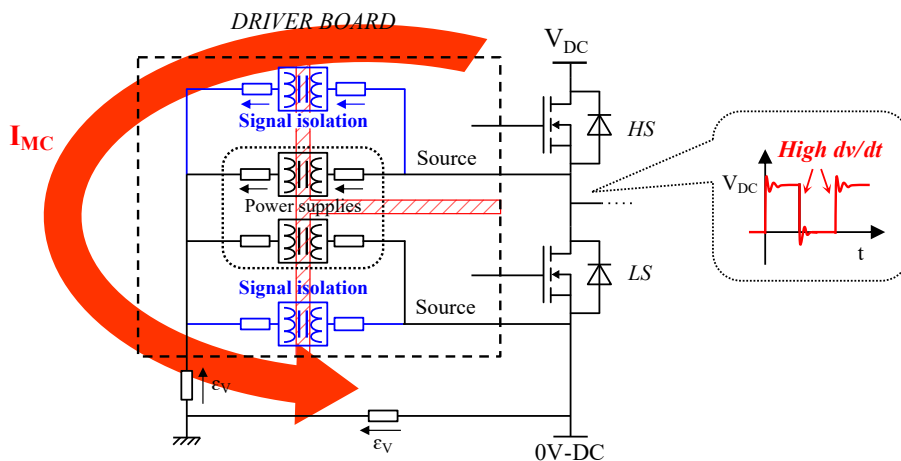 DRIVER BOARD
V_DC
I_MC
Signal isolation
HS
Source
High dv/dt
V_DC
Power supplies
t
LS
Signal isolation
Source
ε_V
ε_V
0V-DC